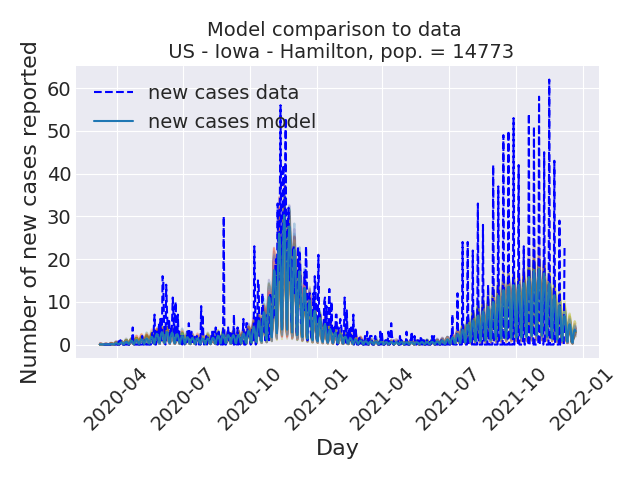 Model comparison to data
US - Iowa - Hamilton, pop. = 14773
Number of new cases reported
60
50
40
30
20
10
0
new cases data
new cases model
2020-04
2020-07
2020-10
2021-01
2021-04
2021-07
2021-10
2022-01
Day